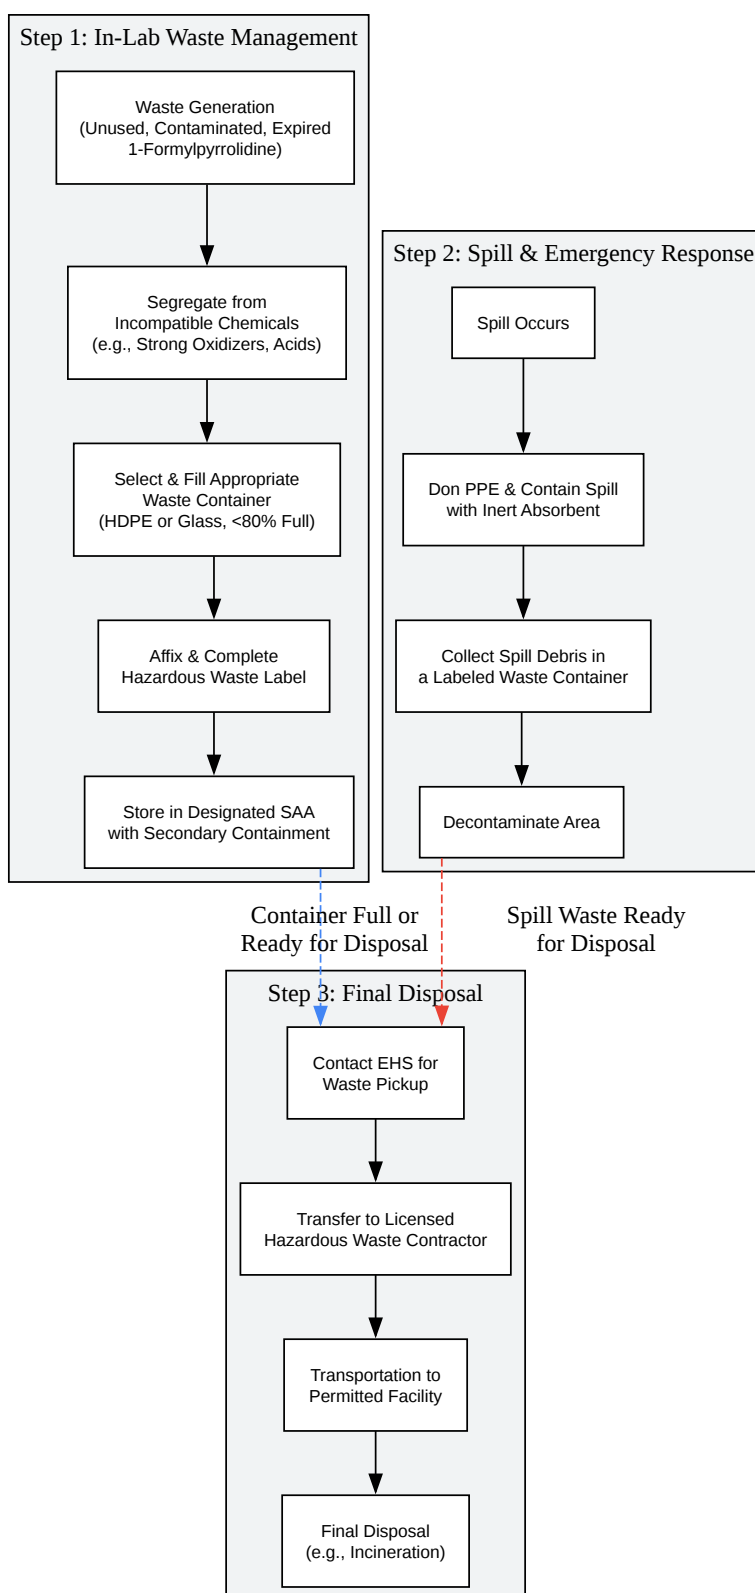 Step 1: In-Lab Waste Management
Waste Generation
(Unused, Contaminated, Expired
1-Formylpyrrolidine)
Segregate from
Incompatible Chemicals
(e.g., Strong Oxidizers, Acids)
Select & Fill Appropriate
Waste Container
(HDPE or Glass, <80% Full)
Affix & Complete
Hazardous Waste Label
Store in Designated SAA
with Secondary Containment
Step 2: Spill & Emergency Response
Spill Occurs
Don PPE & Contain Spill
with Inert Absorbent
Collect Spill Debris in
a Labeled Waste Container
Decontaminate Area
Container Full or
Ready for Disposal
Spill Waste Ready
for Disposal
Step 3: Final Disposal
Contact EHS for
Waste Pickup
Transfer to Licensed
Hazardous Waste Contractor
Transportation to
Permitted Facility
Final Disposal
(e.g., Incineration)